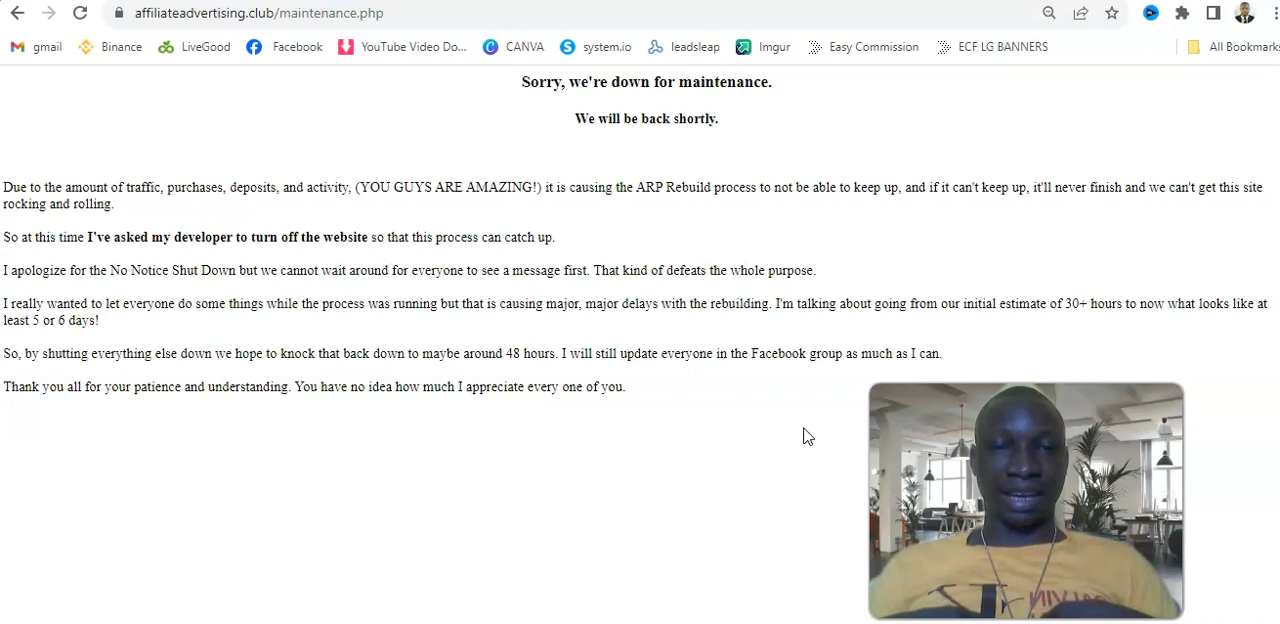 affiliateadvertising.club/maintenance.php
gmail Binance LiveGood Facebook YouTube Video Do... CANVA system.io leadsleap Imgur Easy Commission ECF LG BANNERS All Bookmarks
Sorry, we're down for maintenance.
We will be back shortly.
Due to the amount of traffic, purchases, deposits, and activity, (YOU GUYS ARE AMAZING!) it is causing the ARP Rebuild process to not be able to keep up, and if it can't keep up, it'll never finish and we can't get this site
rocking and rolling.
So at this time I've asked my developer to turn off the website so that this process can catch up.
I apologize for the No Notice Shut Down but we cannot wait around for everyone to see a message first. That kind of defeats the whole purpose.
I really wanted to let everyone do some things while the process was running but that is causing major, major delays with the rebuilding. I'm talking about going from our initial estimate of 30+ hours to now what looks like at
least 5 or 6 days!
So, by shutting everything else down we hope to knock that back down to maybe around 48 hours. I will still update everyone in the Facebook group as much as I can.
Thank you all for your patience and understanding. You have no idea how much I appreciate every one of you.